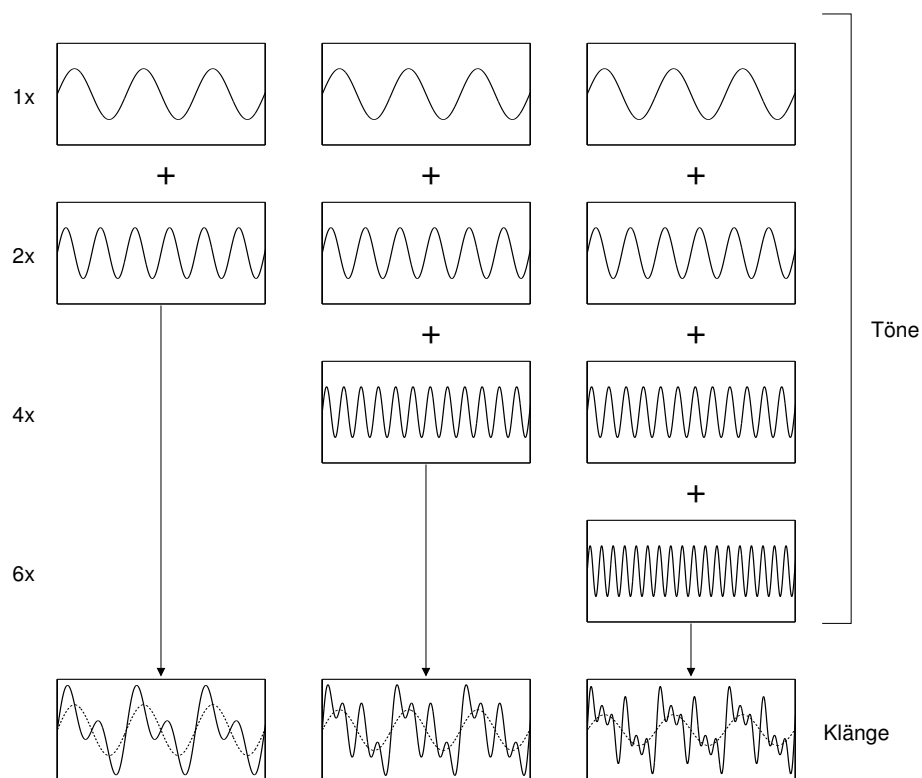 1x
+ + +
2x
+ +
Töne
4x
+
6x
Klänge